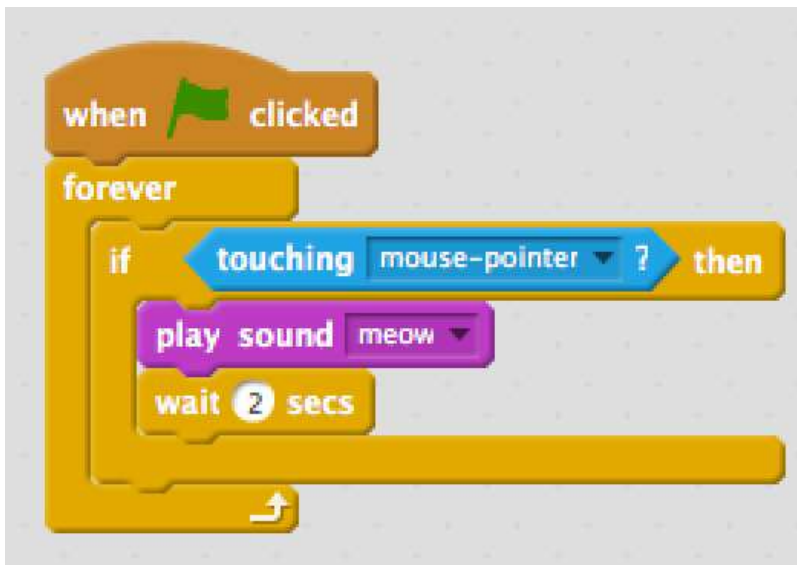 when clicked
forever
if touching mouse-pointer ? then
play sound meow
wait 2 secs